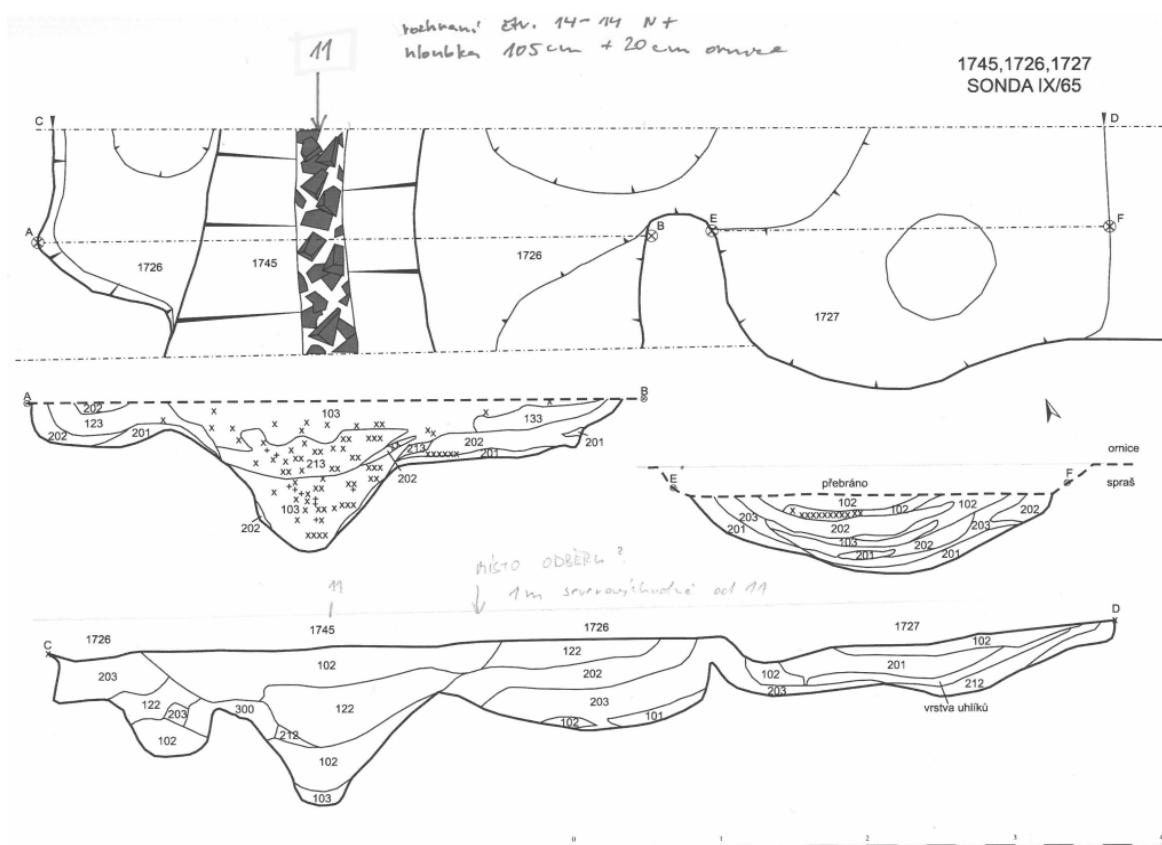 rozhraní čtv. 14-14 N+
11
hloubka 105 cm + 20 cm ornice
1745,1726,1727
SONDA IX/65
C
D
A
B
E
F
1726
1745
1726
1727
A
B
202
123
202
201
103
213
103
202
213
202
133
202
201
201
ornice
spraš
E
F
přebráno
102
102
202
203
201
202
103
201
202
203
202
201
MÍSTO ODBĚRU?
1 m severovýchodně od 11
11
C
D
1726
1745
1726
1727
203
122
203
102
300
212
102
122
102
103
122
202
203
102
101
102
203
102
201
212
vrstva uhlíků
0
1
2
3
4